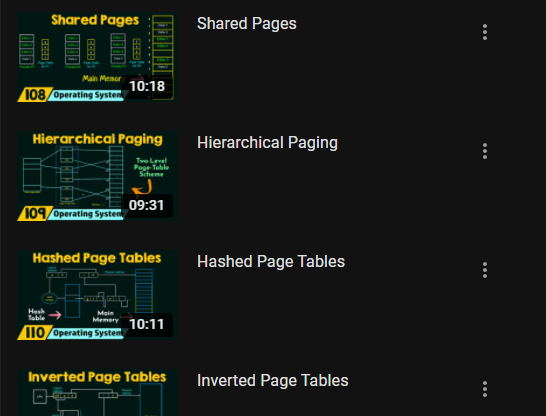 Shared Pages
Main Memor
10:18
108 Operating System
Shared Pages
Hierarchical Paging
Two-Level
Page-Table
Scheme
09:31
109 Operating System
Hierarchical Paging
Hashed Page Tables
Hash
Table
Main
Memory
10:11
110 Operating System
Hashed Page Tables
Inverted Page Tables
Inverted Page Tables